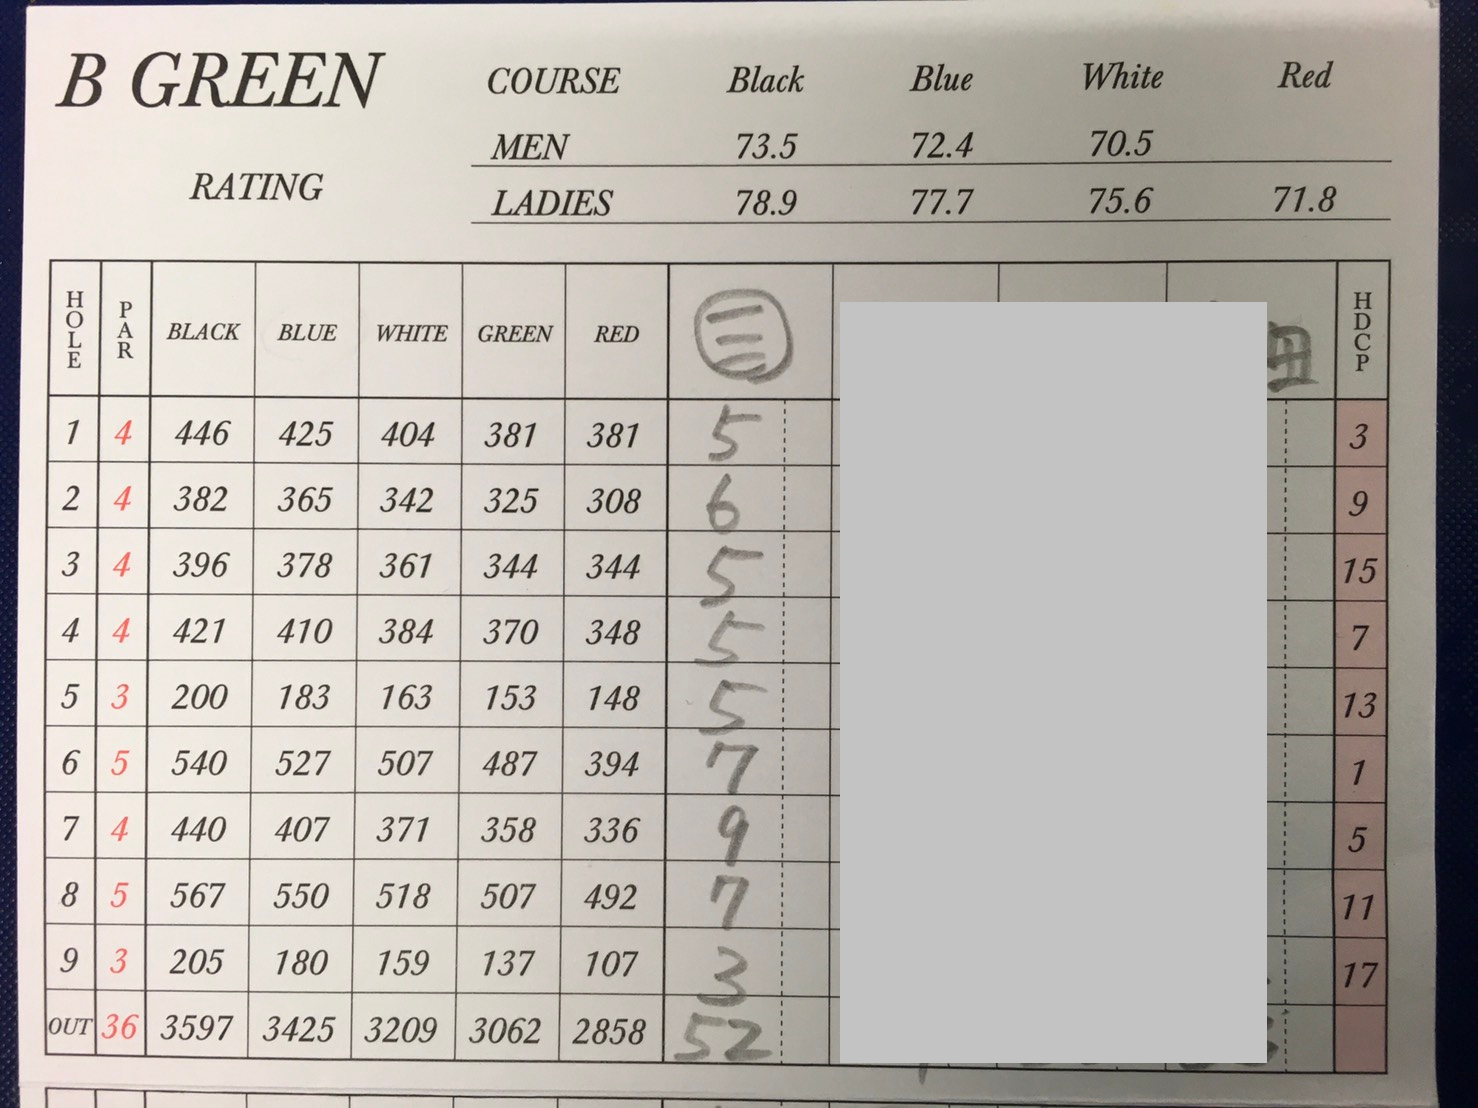 B GREEN
COURSE Black Blue White Red
MEN 73.5 72.4 70.5
RATING
LADIES 78.9 77.7 75.6 71.8
HOLE PAR BLACK BLUE WHITE GREEN RED 三 HDCP
1 4 446 425 404 381 381 5 3
2 4 382 365 342 325 308 6 9
3 4 396 378 361 344 344 5 15
4 4 421 410 384 370 348 5 7
5 3 200 183 163 153 148 5 13
6 5 540 527 507 487 394 7 1
7 4 440 407 371 358 336 9 5
8 5 567 550 518 507 492 7 11
9 3 205 180 159 137 107 3 17
OUT 36 3597 3425 3209 3062 2858 52